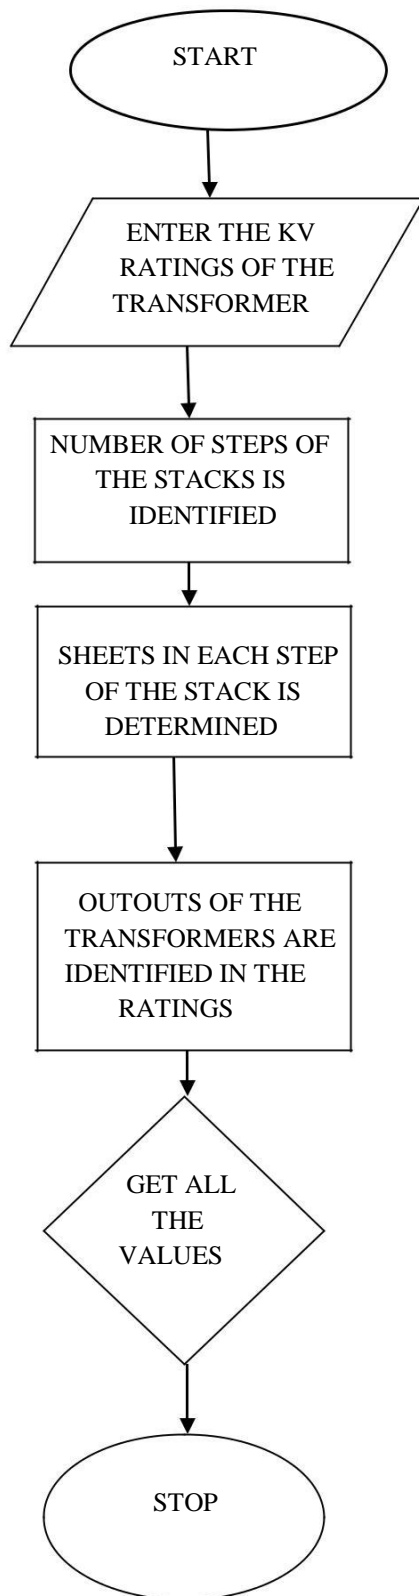 START
ENTER THE KV
RATINGS OF THE
TRANSFORMER
NUMBER OF STEPS OF
THE STACKS IS
IDENTIFIED
SHEETS IN EACH STEP
OF THE STACK IS
DETERMINED
OUTOUTS OF THE
TRANSFORMERS ARE
IDENTIFIED IN THE
RATINGS
GET ALL
THE
VALUES
STOP